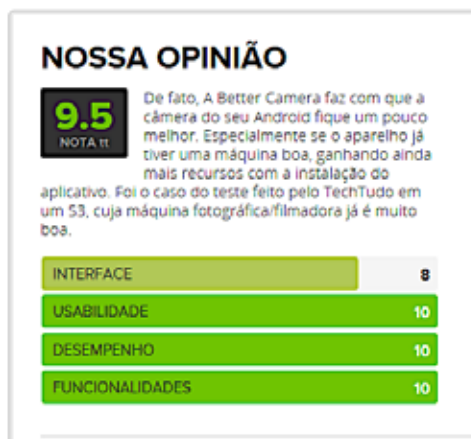 NOSSA OPINIÃO
9.5
NOTA tt
De fato, A Better Camera faz com que a
câmera do seu Android fique um pouco
melhor. Especialmente se o aparelho já
tiver uma máquina boa, ganhando ainda
mais recursos com a instalação do
aplicativo. Foi o caso do teste feito pelo TechTudo em
um S3, cuja máquina fotográfica/filmadora já é muito
boa.
INTERFACE 8
USABILIDADE 10
DESEMPENHO 10
FUNCIONALIDADES 10